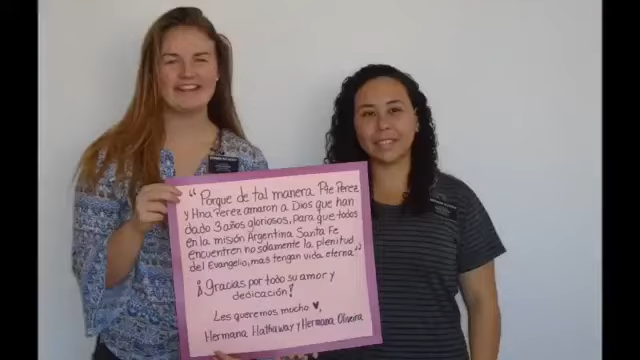 "Porque de tal manera Pte Perez
y Hna Perez amaron a Dios que han
dado 3 años gloriosos, para que todos
en la misión Argentina Santa Fe
encuentren no solamente la plenitud
del Evangelio, mas tengan vida eterna"
¡Gracias por todo su amor y
dedicación!
Les queremos mucho ♥,
Hermana Hathaway y Hermana Oliveira